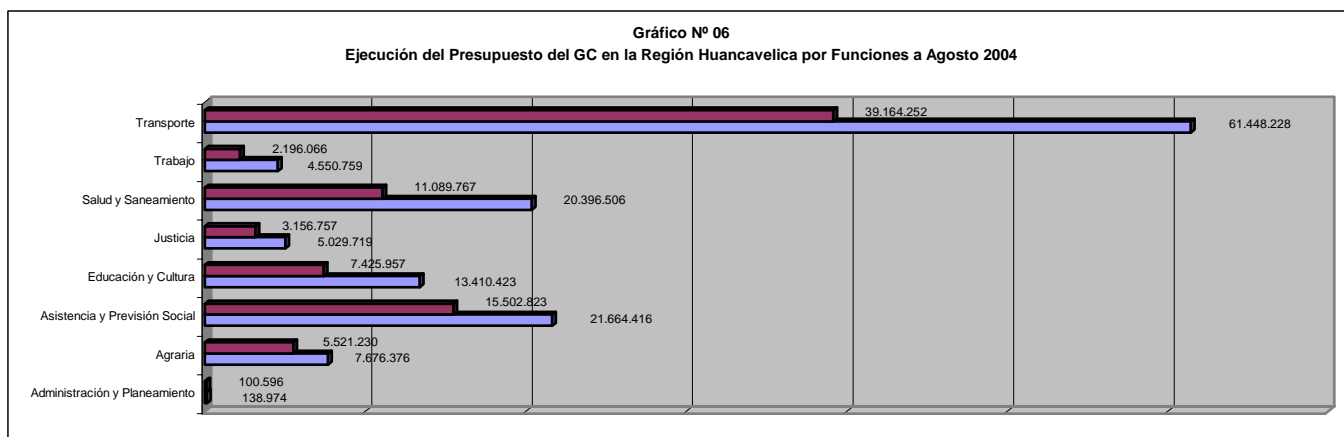 Gráfico Nº 06
Ejecución del Presupuesto del GC en la Región Huancavelica por Funciones a Agosto 2004
Transporte
39.164.252
61.448.228
Trabajo
2.196.066
4.550.759
Salud y Saneamiento
11.089.767
20.396.506
Justicia
3.156.757
5.029.719
Educación y Cultura
7.425.957
13.410.423
Asistencia y Previsión Social
15.502.823
21.664.416
Agraria
5.521.230
7.676.376
Administración y Planeamiento
100.596
138.974